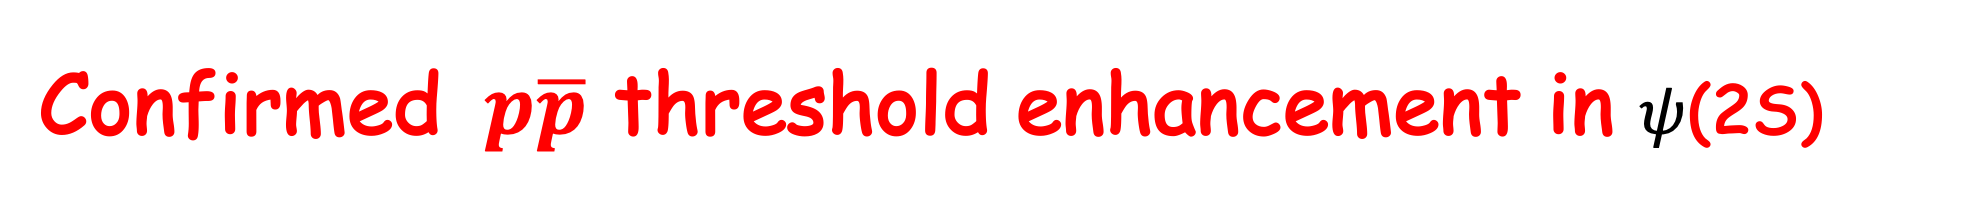 Confirmed pp̅ threshold enhancement in ψ(2S)